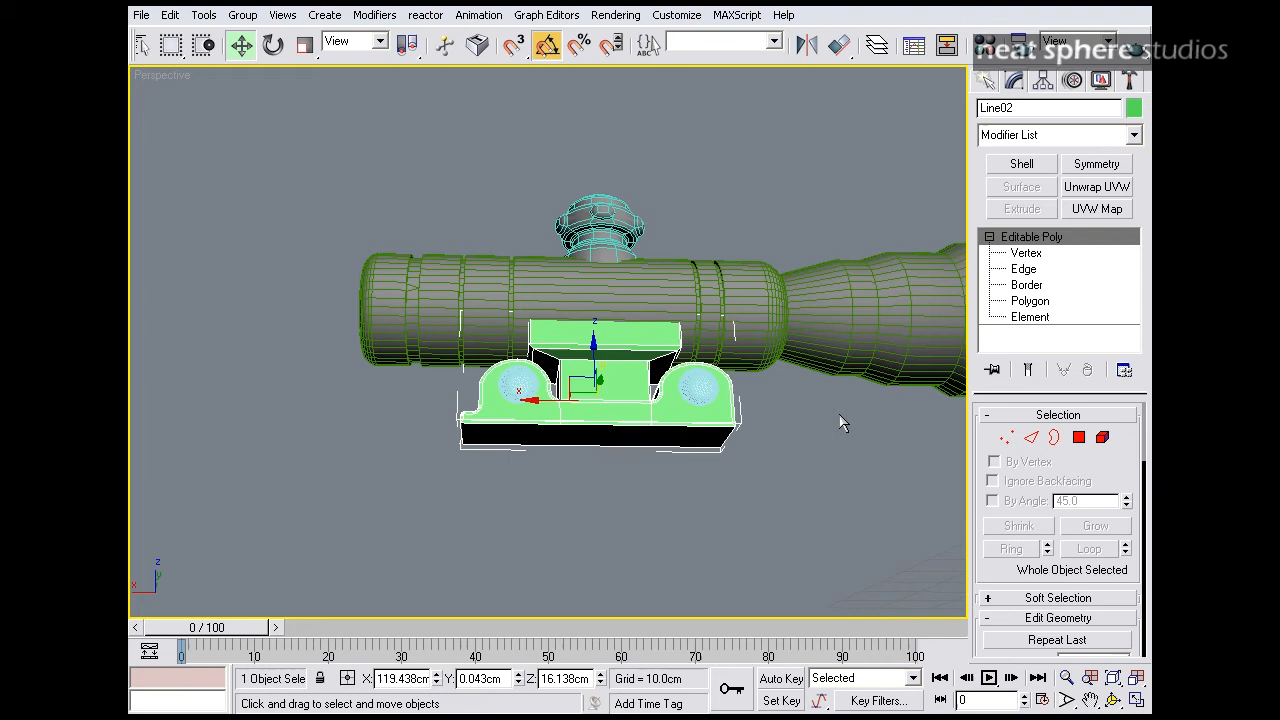 File Edit Tools Group Views Create Modifiers reactor Animation Graph Editors Rendering Customize MAXScript Help
View
3
%
ABC
View
neat sphere studios
Perspective
Line02
Modifier List
Shell Symmetry
Surface Unwrap UVW
Extrude UVW Map
Editable Poly
Vertex
Edge
Border
Polygon
Element
Selection
By Vertex
Ignore Backfacing
By Angle: 45.0
Shrink Grow
Ring Loop
Whole Object Selected
Soft Selection
Edit Geometry
Repeat Last
z
x
z
y
x
0 / 100
0 10 20 30 40 50 60 70 80 90 100
1 Object Sele X: 119.438cm Y: 0.043cm Z: 16.138cm Grid = 10.0cm Auto Key Selected
Click and drag to select and move objects Add Time Tag Set Key Key Filters... 0